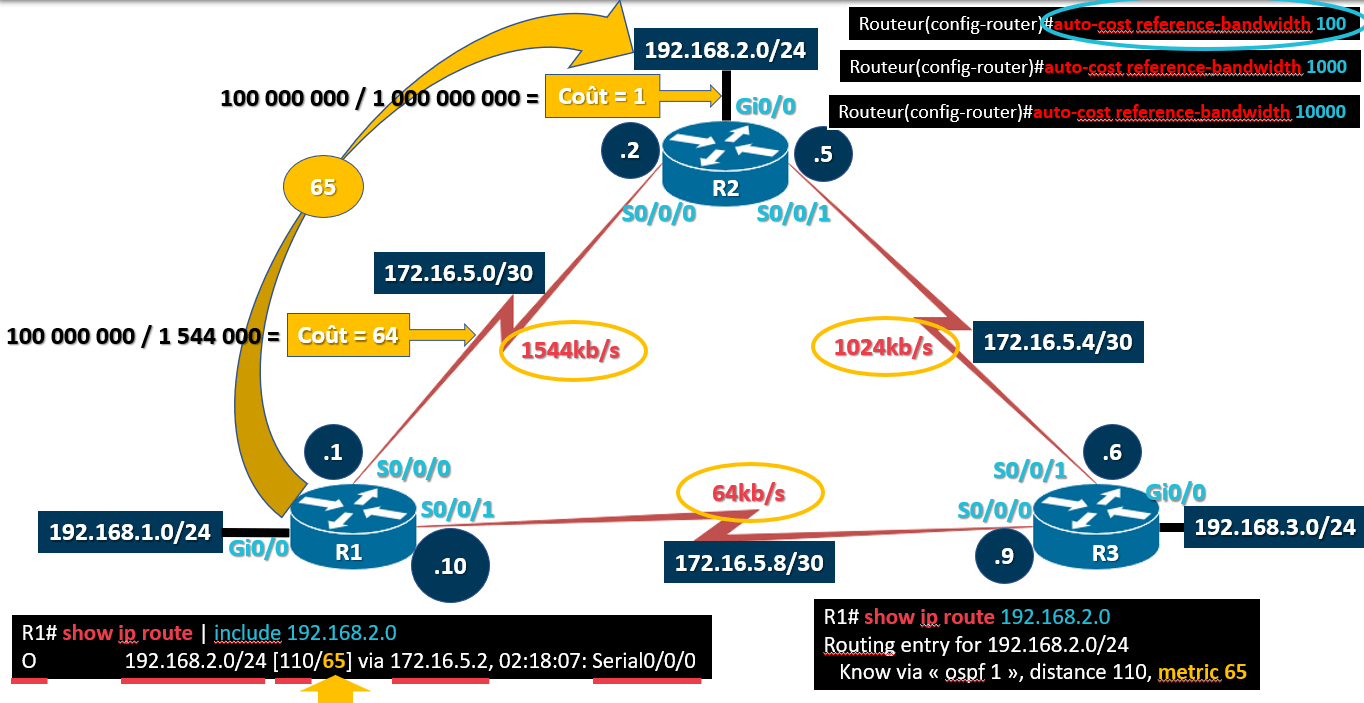 Routeur(config-router)#auto-cost reference-bandwidth 100
192.168.2.0/24
Routeur(config-router)#auto-cost reference-bandwidth 1000
100 000 000 / 1 000 000 000 = Coût = 1
Gi0/0
Routeur(config-router)#auto-cost reference-bandwidth 10000
.2
.5
65
R2
S0/0/0
S0/0/1
172.16.5.0/30
100 000 000 / 1 544 000 = Coût = 64
1544kb/s
1024kb/s
172.16.5.4/30
.1
.6
S0/0/0
S0/0/1
64kb/s
Gi0/0
S0/0/1
S0/0/0
192.168.1.0/24
Gi0/0
R1
R3
192.168.3.0/24
.10
172.16.5.8/30
.9
R1# show ip route | include 192.168.2.0
O 192.168.2.0/24 [110/65] via 172.16.5.2, 02:18:07: Serial0/0/0
R1# show ip route 192.168.2.0
Routing entry for 192.168.2.0/24
Know via « ospf 1 », distance 110, metric 65